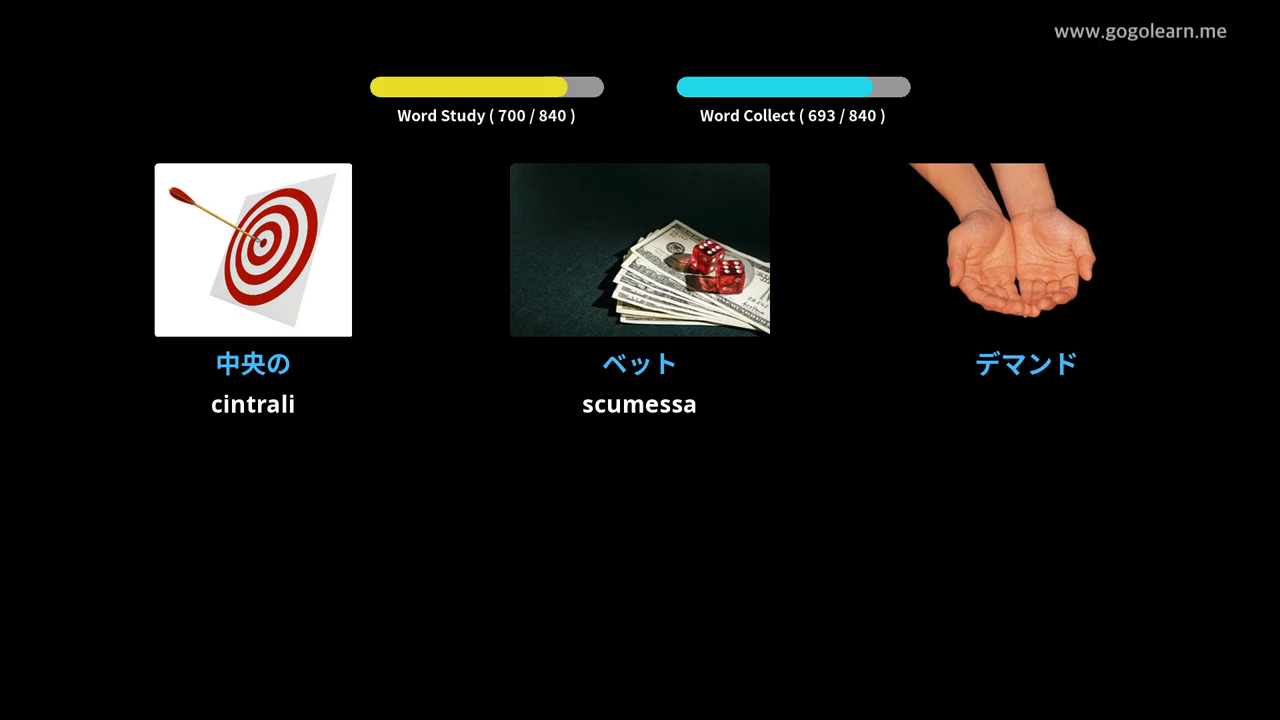 www.gogolearn.me
Word Study ( 700 / 840 )
Word Collect ( 693 / 840 )
中央の
ベット
デマンド
cintrali
scumessa